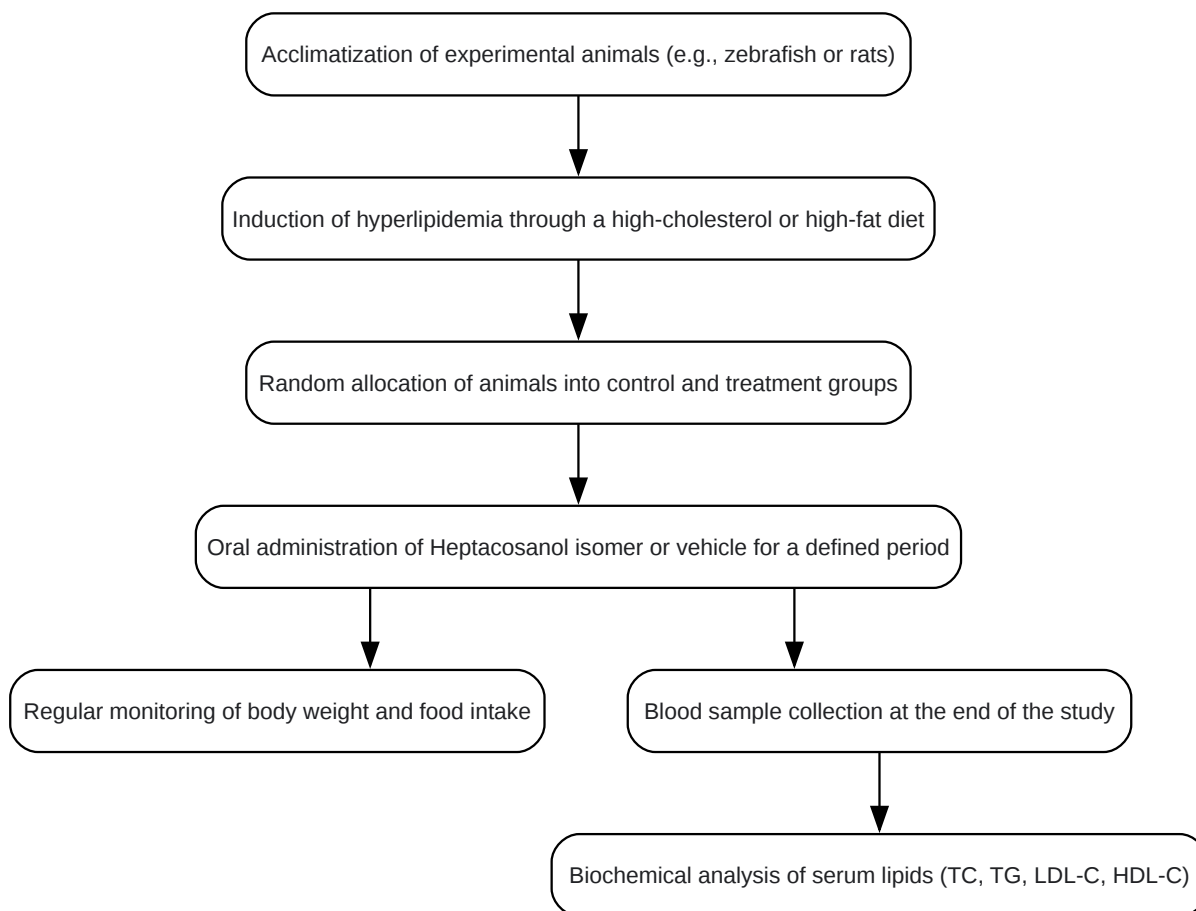 Acclimatization of experimental animals (e.g., zebrafish or rats)
Induction of hyperlipidemia through a high-cholesterol or high-fat diet
Random allocation of animals into control and treatment groups
Oral administration of Heptacosanol isomer or vehicle for a defined period
Regular monitoring of body weight and food intake
Blood sample collection at the end of the study
Biochemical analysis of serum lipids (TC, TG, LDL-C, HDL-C)